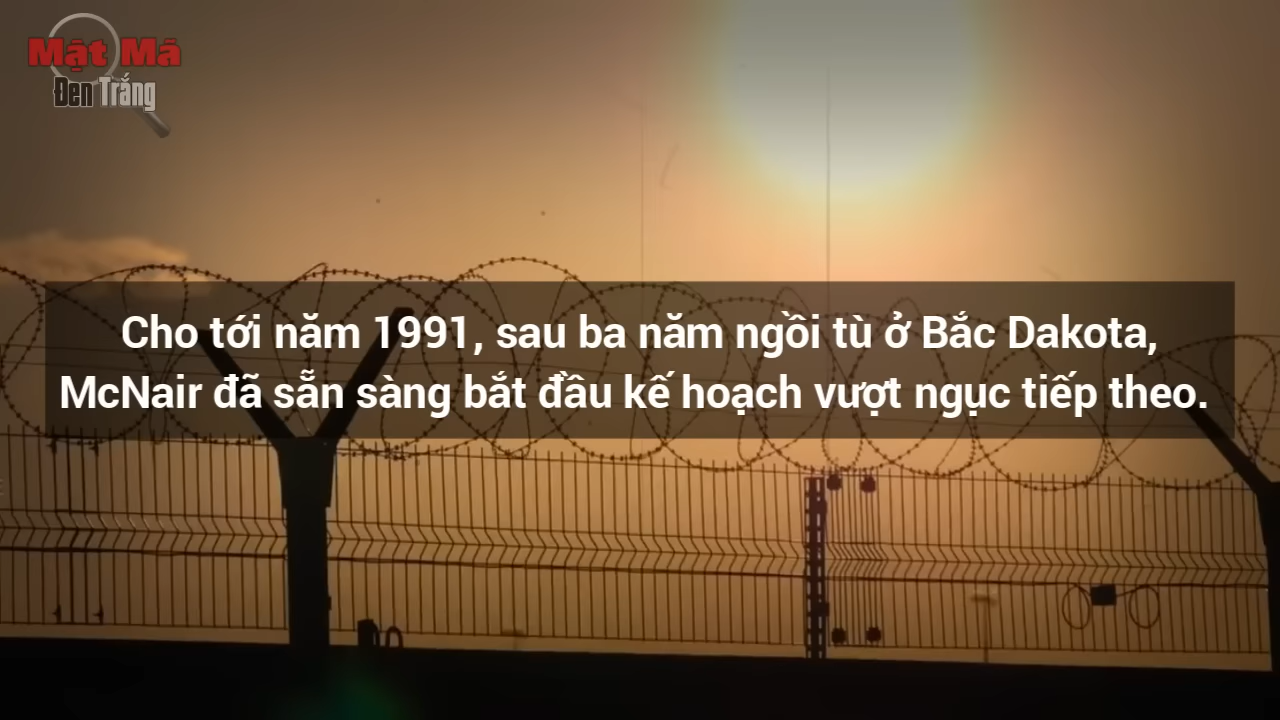 Mật Mã
Đen Trắng
Cho tới năm 1991, sau ba năm ngồi tù ở Bắc Dakota,
McNair đã sẵn sàng bắt đầu kế hoạch vượt ngục tiếp theo.